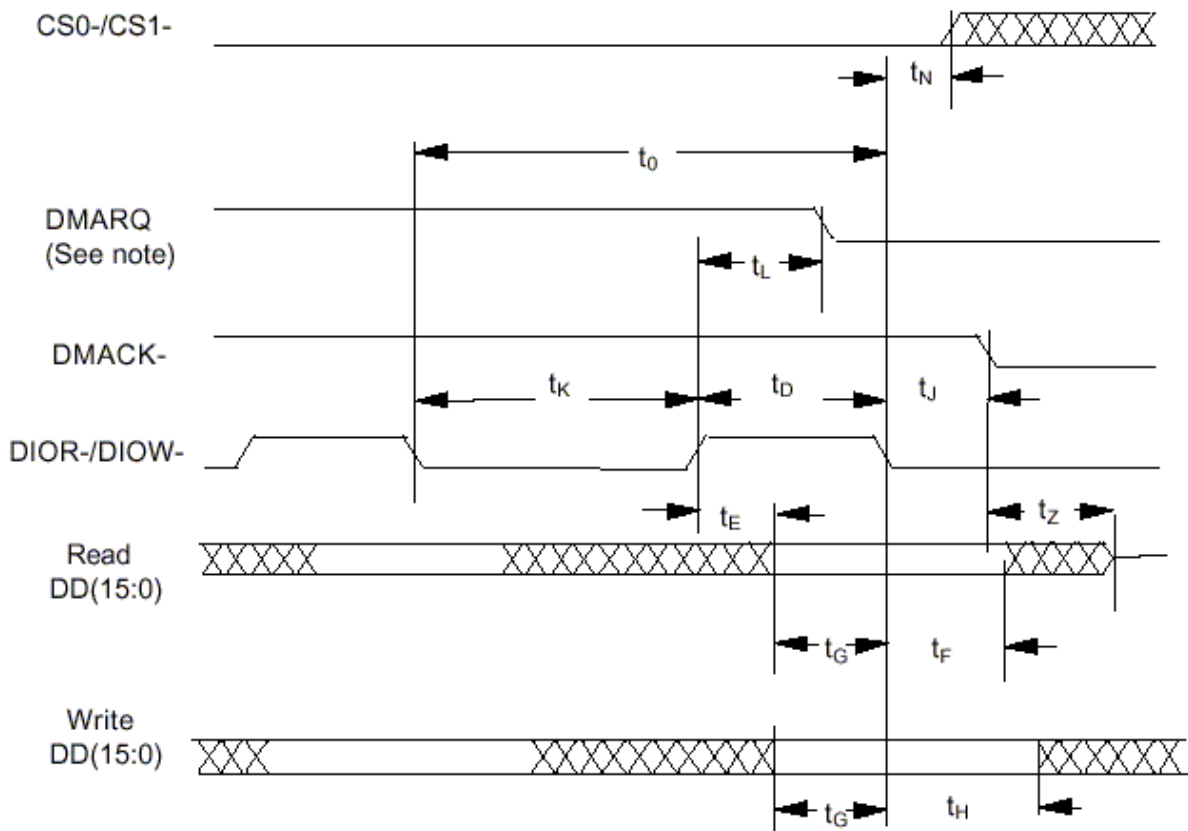 CS0-/CS1-
tN
t0
DMARQ
(See note)
tL
DMACK-
tK
tD
tJ
DIOR-/DIOW-
tE
tZ
Read
DD(15:0)
tG
tF
Write
DD(15:0)
tG
tH